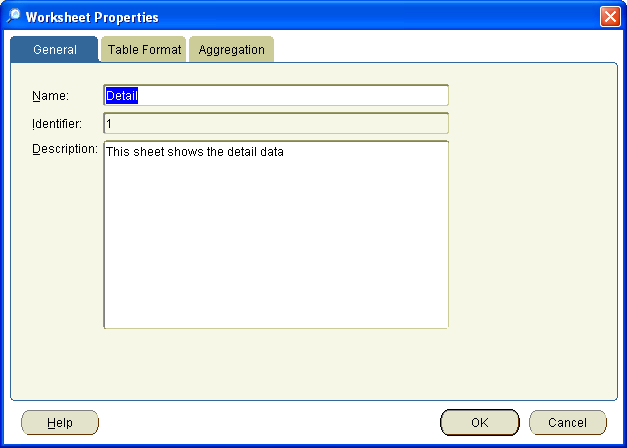 Worksheet Properties
General Table Format Aggregation
Name: Detail
Identifier: 1
Description: This sheet shows the detail data
Help OK Cancel